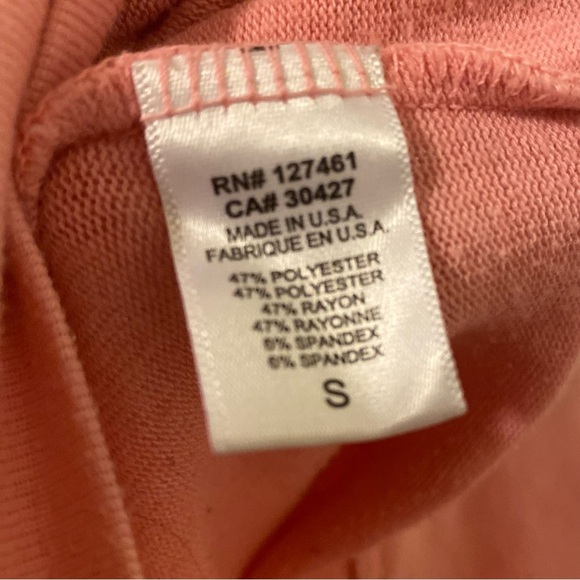 RN# 127461
CA# 30427
MADE IN U.S.A.
FABRIQUE EN U.S.A.
47% POLYESTER
47% POLYESTER
47% RAYON
47% RAYONNE
6% SPANDEX
6% SPANDEX
S